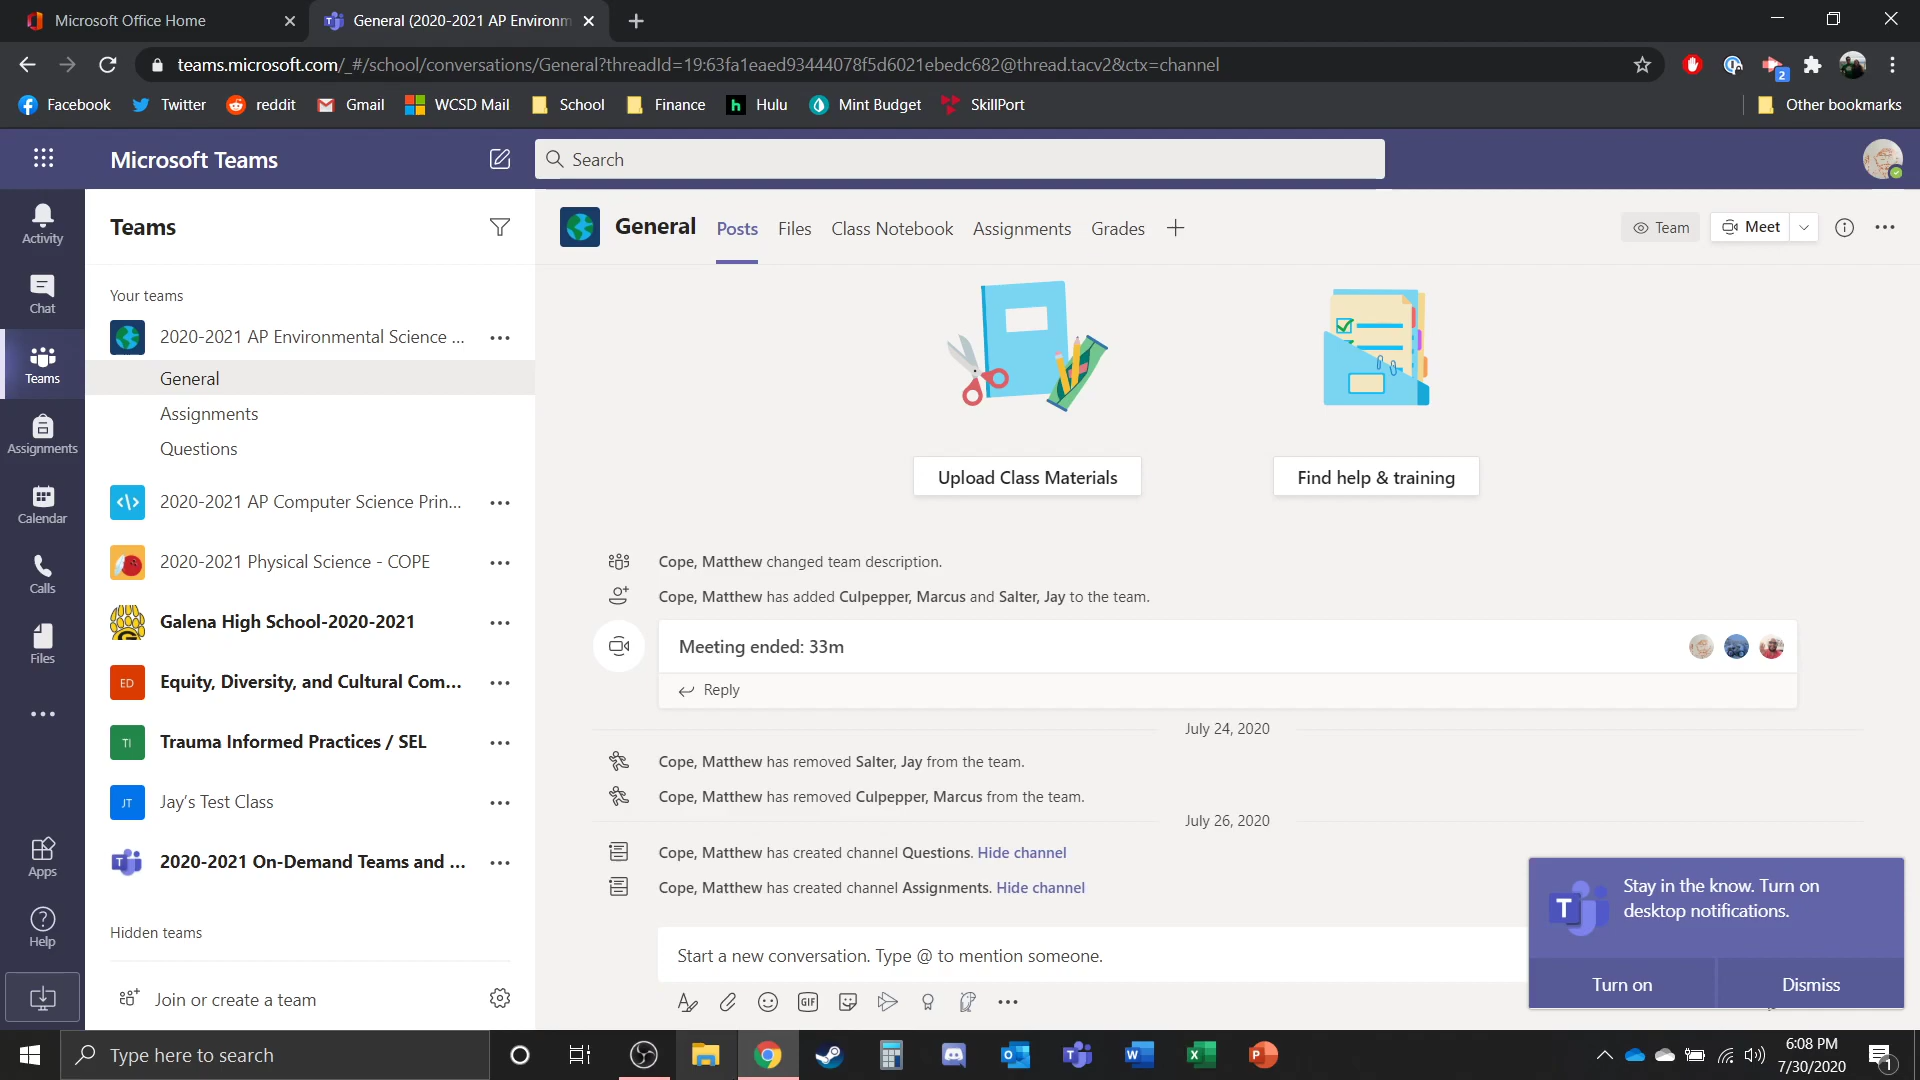 Microsoft Office Home
General (2020-2021 AP Environm
teams.microsoft.com/_#/school/conversations/General?threadId=19:63fa1eaed93444078f5d6021ebedc682@thread.tacv2&ctx=channel
2
Facebook Twitter reddit Gmail WCSD Mail School Finance Hulu Mint Budget SkillPort Other bookmarks
Microsoft Teams
Search
Activity
Chat
Teams
Assignments
Calendar
Calls
Files
Apps
Help
Teams
Your teams
2020-2021 AP Environmental Science ...
General
Assignments
Questions
2020-2021 AP Computer Science Prin...
2020-2021 Physical Science - COPE
Galena High School-2020-2021
ED Equity, Diversity, and Cultural Com...
TI Trauma Informed Practices / SEL
JT Jay's Test Class
2020-2021 On-Demand Teams and ...
Hidden teams
Join or create a team
General Posts Files Class Notebook Assignments Grades
Team Meet
Upload Class Materials
Find help & training
Cope, Matthew changed team description.
Cope, Matthew has added Culpepper, Marcus and Salter, Jay to the team.
Meeting ended: 33m
Reply
July 24, 2020
Cope, Matthew has removed Salter, Jay from the team.
Cope, Matthew has removed Culpepper, Marcus from the team.
July 26, 2020
Cope, Matthew has created channel Questions. Hide channel
Cope, Matthew has created channel Assignments. Hide channel
Start a new conversation. Type @ to mention someone.
GIF
Stay in the know. Turn on
desktop notifications.
Turn on Dismiss
Type here to search
6:08 PM
7/30/2020
1